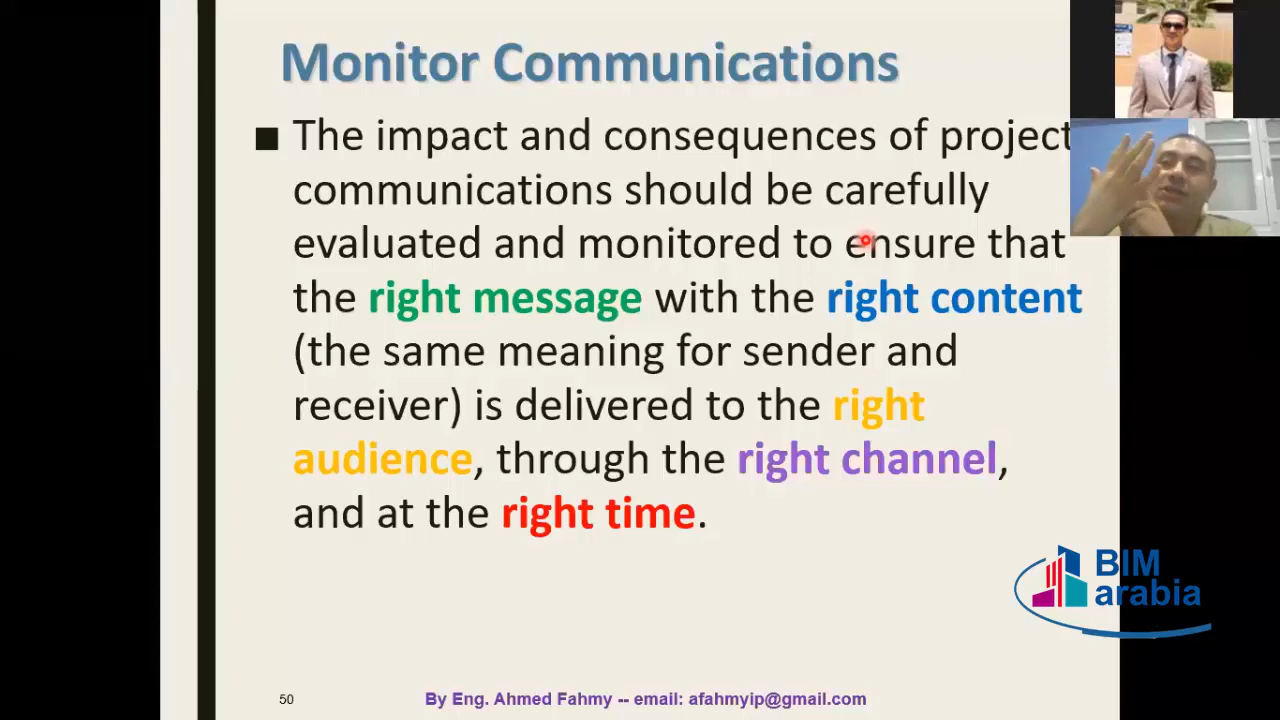 Monitor Communications
■ The impact and consequences of project
communications should be carefully
evaluated and monitored to ensure that
the right message with the right content
(the same meaning for sender and
receiver) is delivered to the right
audience, through the right channel,
and at the right time.
BIM
arabia
50
By Eng. Ahmed Fahmy -- email: afahmyip@gmail.com